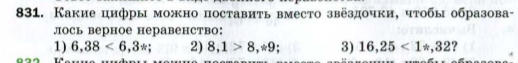 831. Какие цифры можно поставить вместо звёздочки, чтобы образова-
лось верное неравенство:
1) 6,38 < 6,3*; 2) 8,1 > 8,*9; 3) 16,25 < 1*,32?